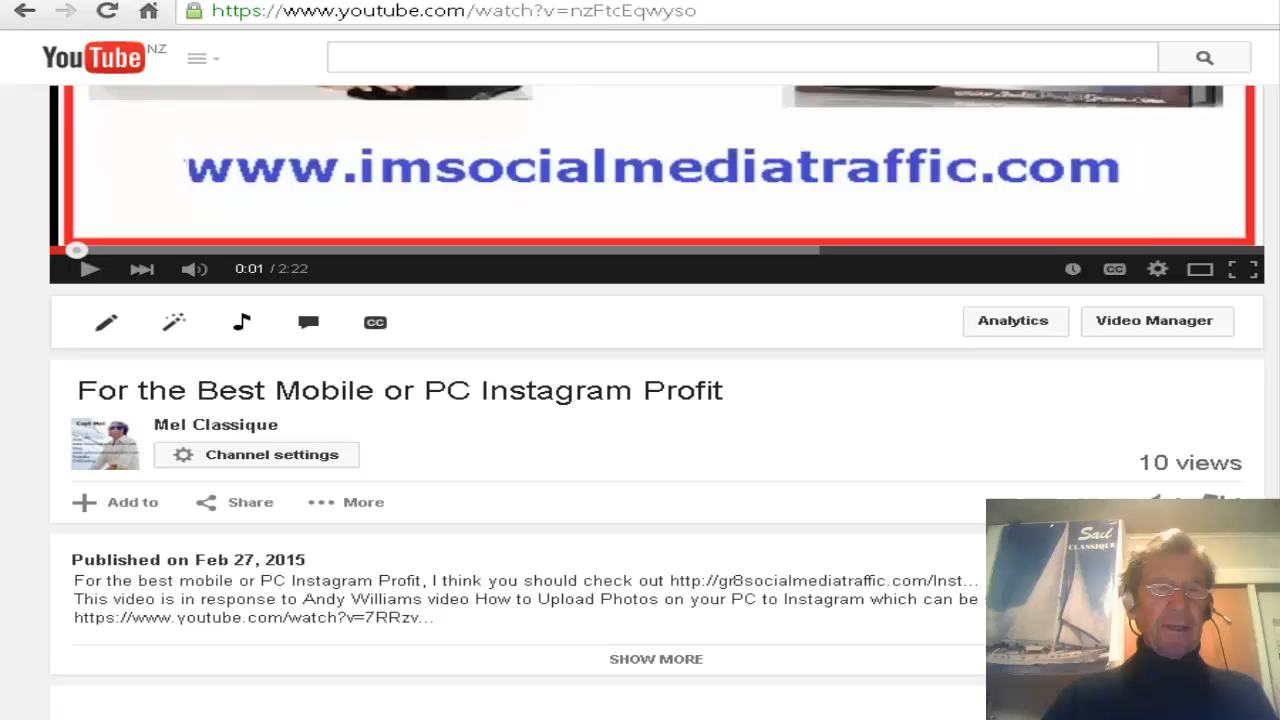 https://www.youtube.com/watch?v=nzFtcEqwyso
YouTube NZ
www.imsocialmediatraffic.com
0:01 / 2:22
CC
CC
Analytics
Video Manager
For the Best Mobile or PC Instagram Profit
Mel Classique
Channel settings
10 views
Add to
Share
More
Published on Feb 27, 2015
For the best mobile or PC Instagram Profit, I think you should check out http://gr8socialmediatraffic.com/Inst...
This video is in response to Andy Williams video How to Upload Photos on your PC to Instagram which can be
https://www.youtube.com/watch?v=7RRzv...
SHOW MORE
Sail
CLASSIQUE